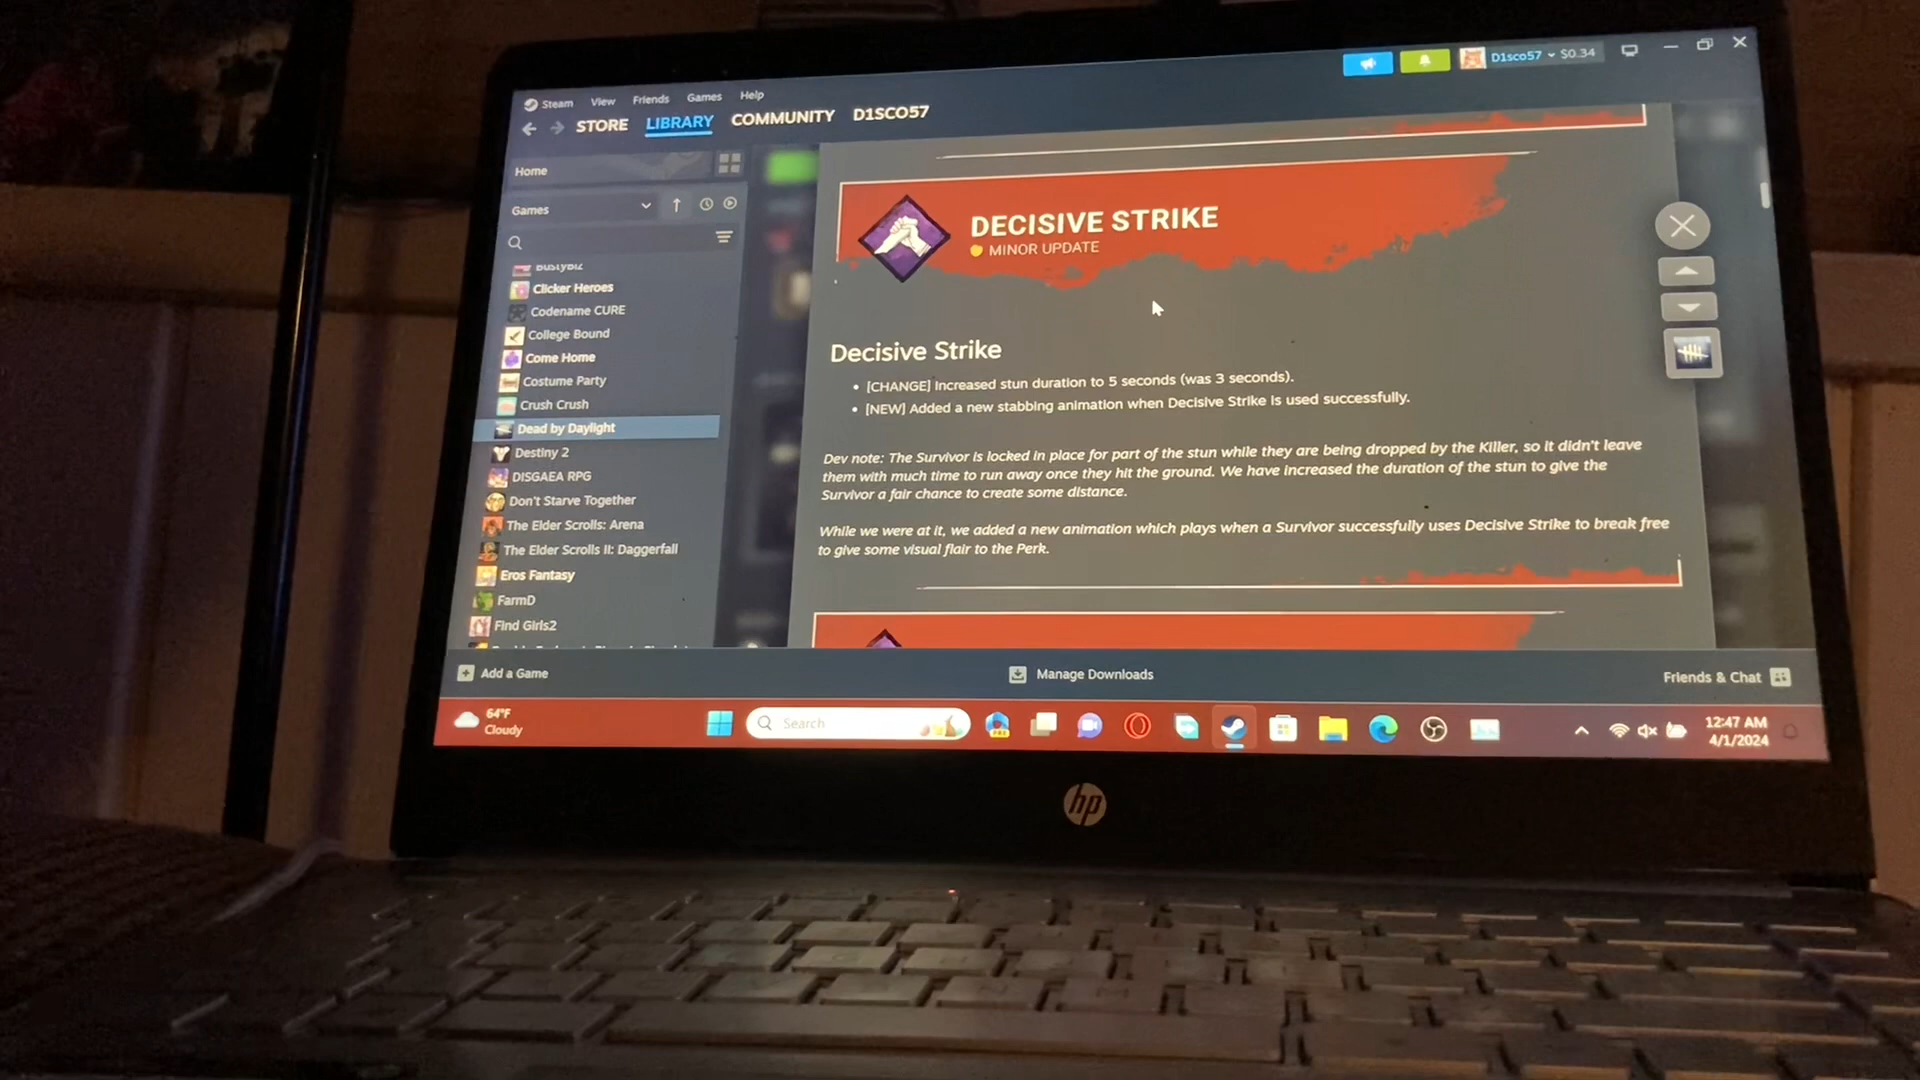 D1sco57 $0.34
Steam View Friends Games Help
STORE LIBRARY COMMUNITY D1SCO57
Home
Games
BustyBiz
Clicker Heroes
Codename CURE
College Bound
Come Home
Costume Party
Crush Crush
Dead by Daylight
Destiny 2
DISGAEA RPG
Don't Starve Together
The Elder Scrolls: Arena
The Elder Scrolls II: Daggerfall
Eros Fantasy
FarmD
Find Girls2
DECISIVE STRIKE
MINOR UPDATE
Decisive Strike
• [CHANGE] Increased stun duration to 5 seconds (was 3 seconds).
• [NEW] Added a new stabbing animation when Decisive Strike is used successfully.
Dev note: The Survivor is locked in place for part of the stun while they are being dropped by the Killer, so it didn't leave
them with much time to run away once they hit the ground. We have increased the duration of the stun to give the
Survivor a fair chance to create some distance.
While we were at it, we added a new animation which plays when a Survivor successfully uses Decisive Strike to break free
to give some visual flair to the Perk.
Add a Game
Manage Downloads
Friends & Chat
64°F
Cloudy
Search
12:47 AM
4/1/2024
hp